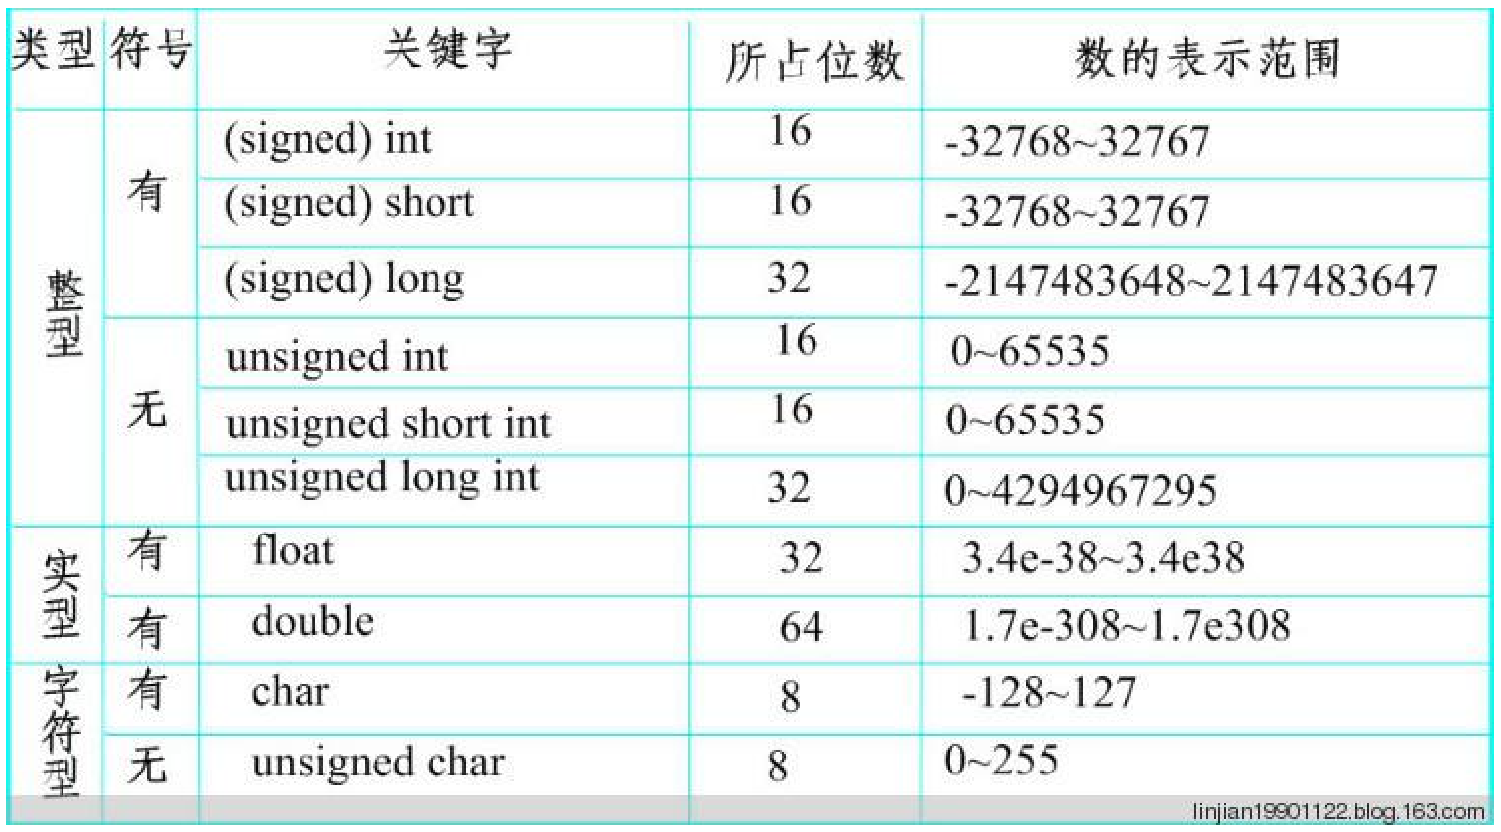 类型 符号 关键字 所占位数 数的表示范围
整型 有 (signed) int 16 -32768~32767
(signed) short 16 -32768~32767
(signed) long 32 -2147483648~2147483647
无 unsigned int 16 0~65535
unsigned short int 16 0~65535
unsigned long int 32 0~4294967295
实型 有 float 32 3.4e-38~3.4e38
有 double 64 1.7e-308~1.7e308
字符型 有 char 8 -128~127
无 unsigned char 8 0~255
linjian19901122.blog.163.com